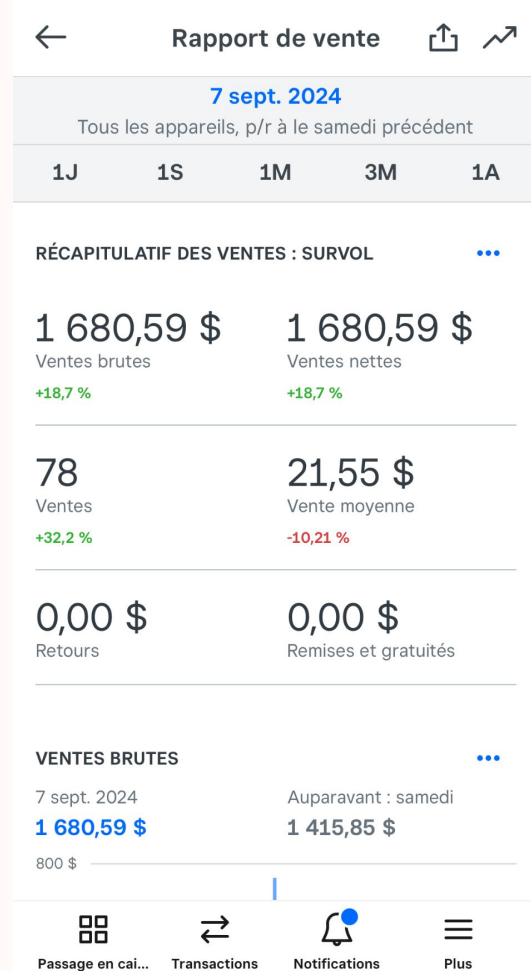 Rapport de vente
7 sept. 2024
Tous les appareils, p/r à le samedi précédent
1J 1S 1M 3M 1A
RÉCAPITULATIF DES VENTES : SURVOL
1 680,59 $ 1 680,59 $
Ventes brutes Ventes nettes
+18,7 % +18,7 %
78 21,55 $
Ventes Vente moyenne
+32,2 % -10,21 %
0,00 $ 0,00 $
Retours Remises et gratuités
VENTES BRUTES
7 sept. 2024 Auparavant : samedi
1 680,59 $ 1 415,85 $
800 $
Passage en cai... Transactions Notifications Plus